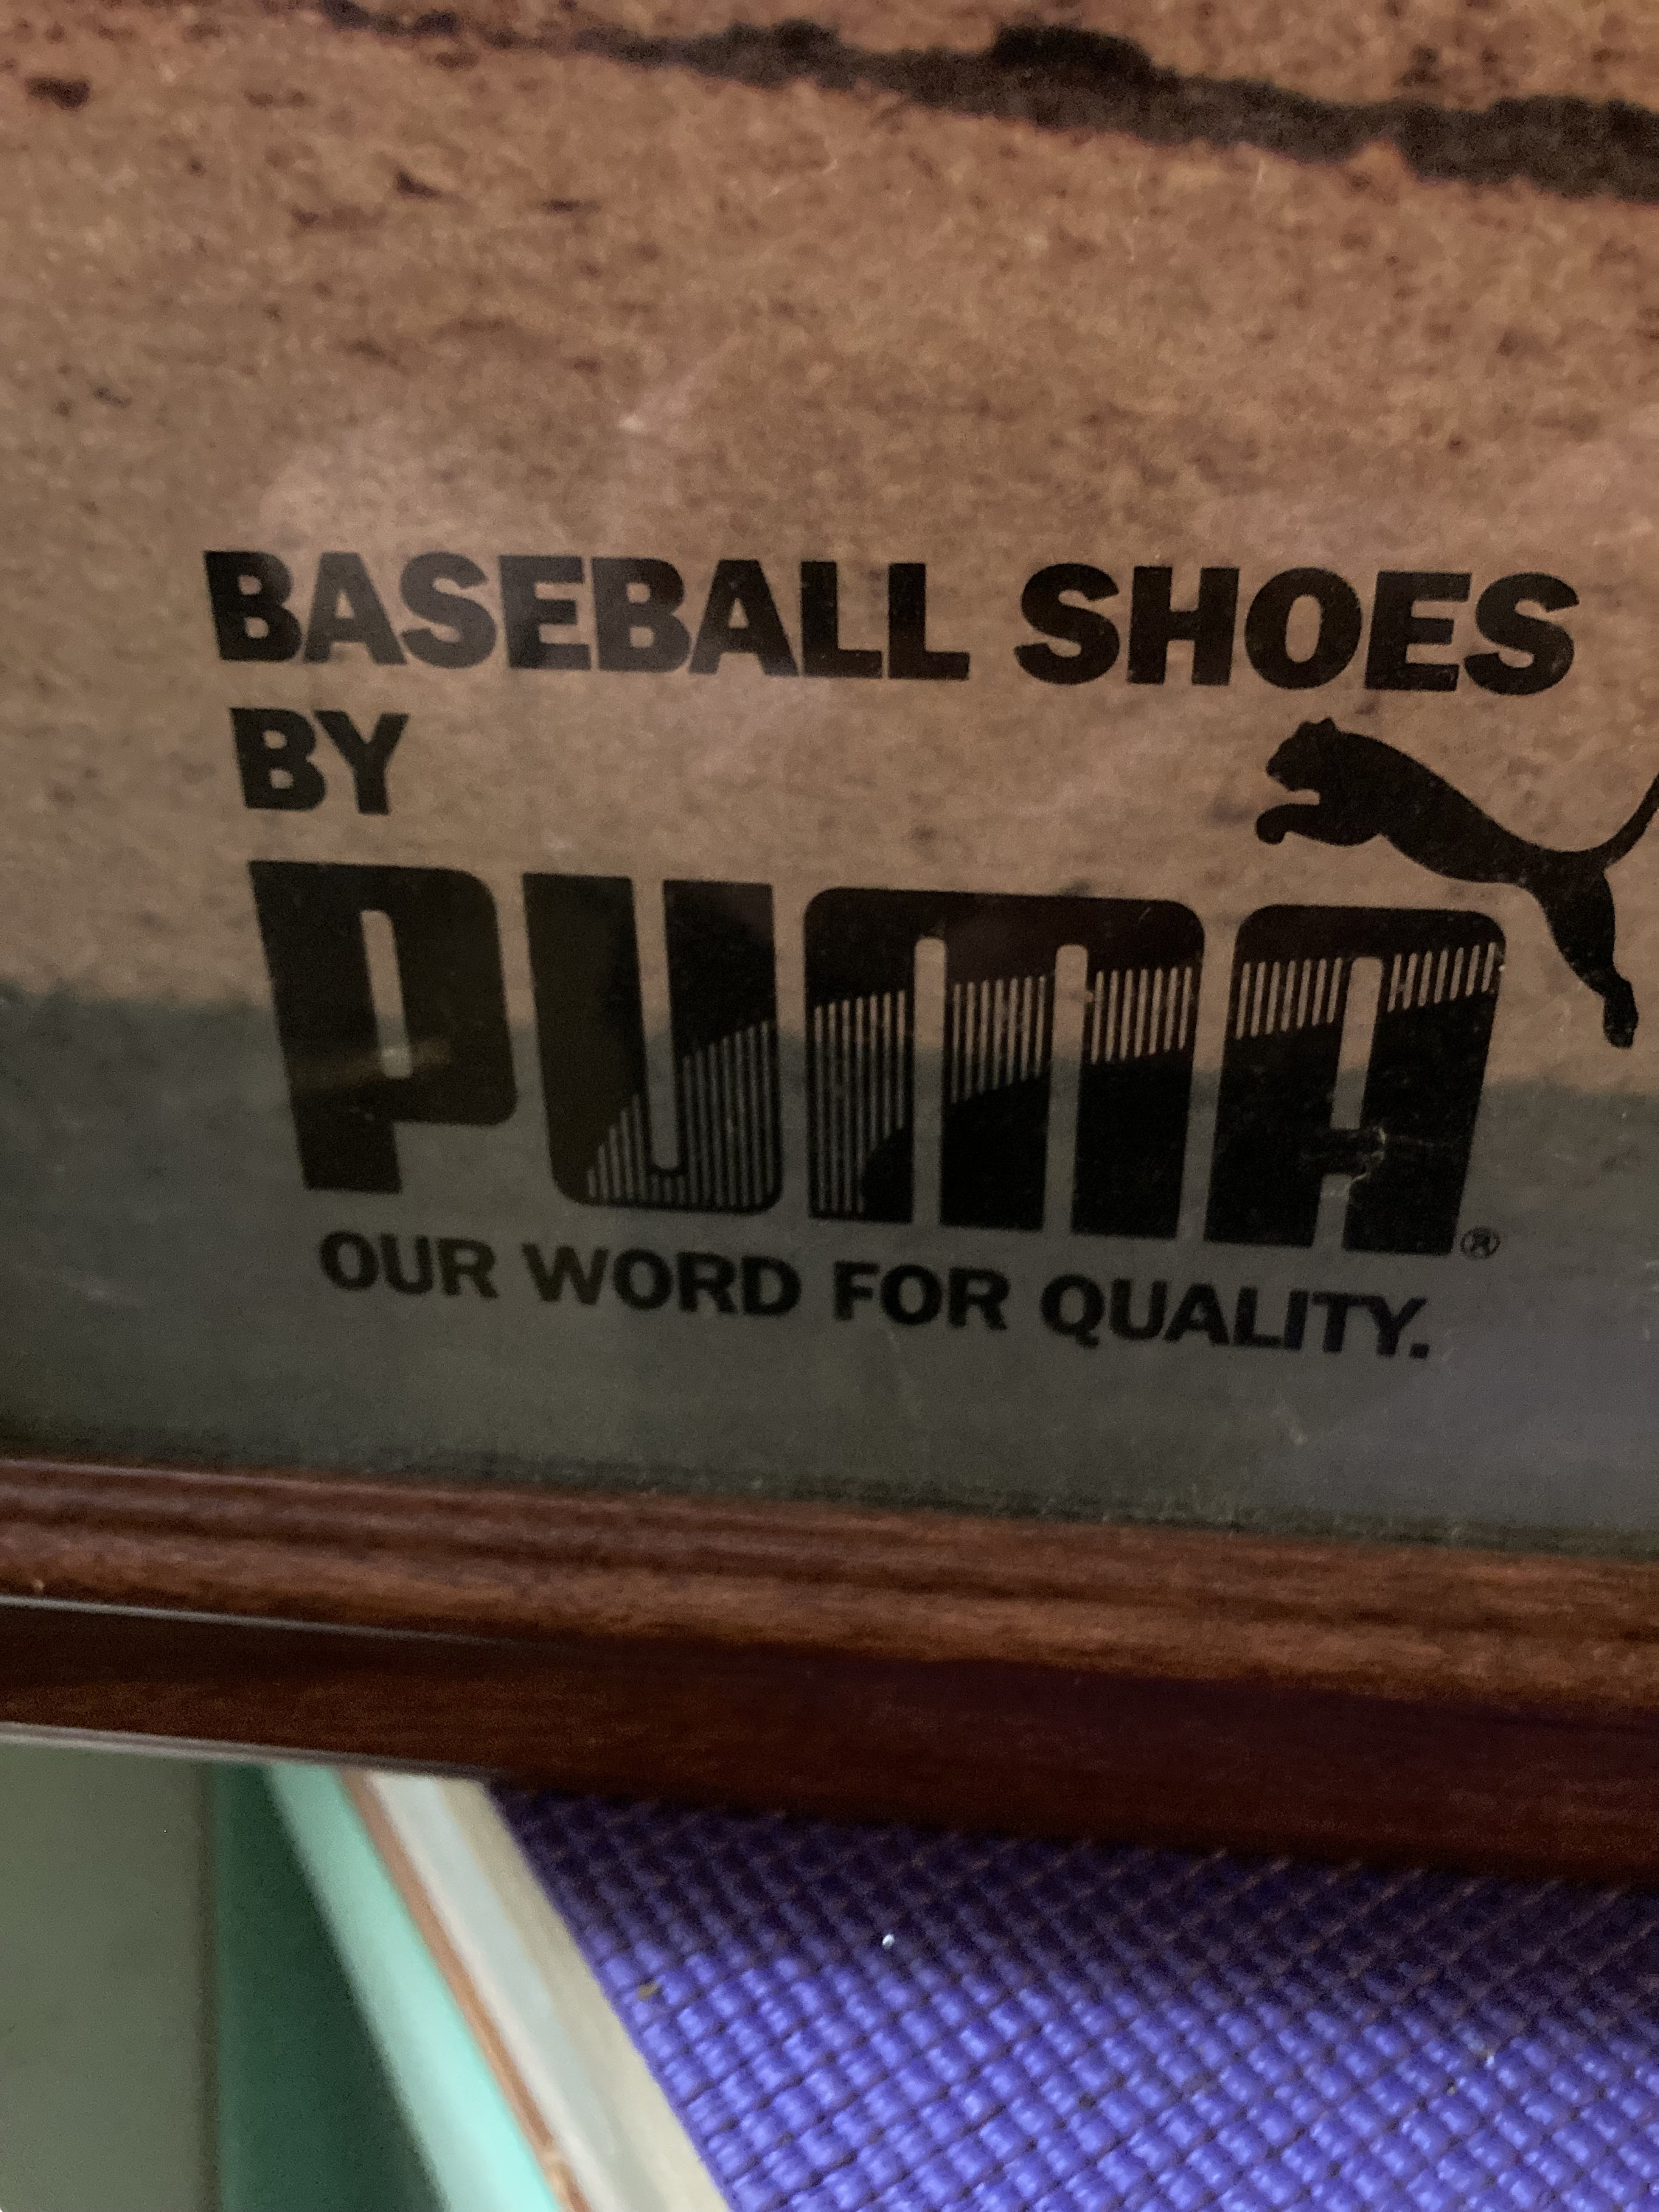 BASEBALL SHOES
BY
PUMA®
OUR WORD FOR QUALITY.